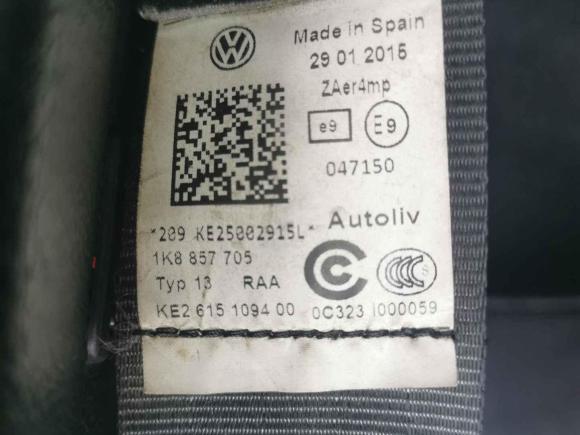 Made in Spain
29 01 2015
ZAer4mp
e9 E9
047150
*209 KE25002915L*
Autoliv
1K8 857 705
Typ 13 RAA
KE2 615 1094 00
0C323 I000059
CCC S